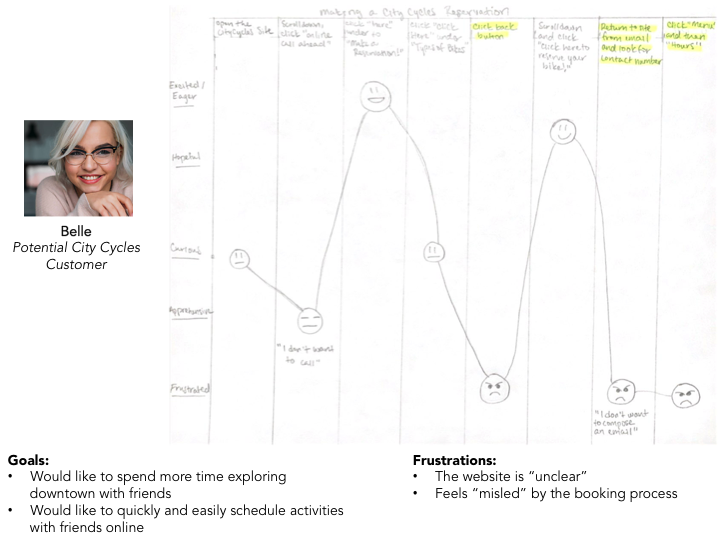 making a City Cycles Reservation!
open the
CityCycles Site
Scroll down,
click "online
call ahead"
click "here"
under to
"Make a
Reservation!"
click "click
here" under
"Types of Bikes
click back
button
Scroll down
and click
"click here to
reserve your
bike!"
Return to site
from email
and look for
contact number
click "Menu"
and then
"Hours"
Excited/
Eager
Hopeful
Curious
Apprehensive
Frustrated
"I don't want
to call"
"I don't want
to compose
an email"
Belle
Potential City Cycles
Customer
Goals:
• Would like to spend more time exploring
downtown with friends
• Would like to quickly and easily schedule activities
with friends online
Frustrations:
• The website is “unclear”
• Feels “misled” by the booking process